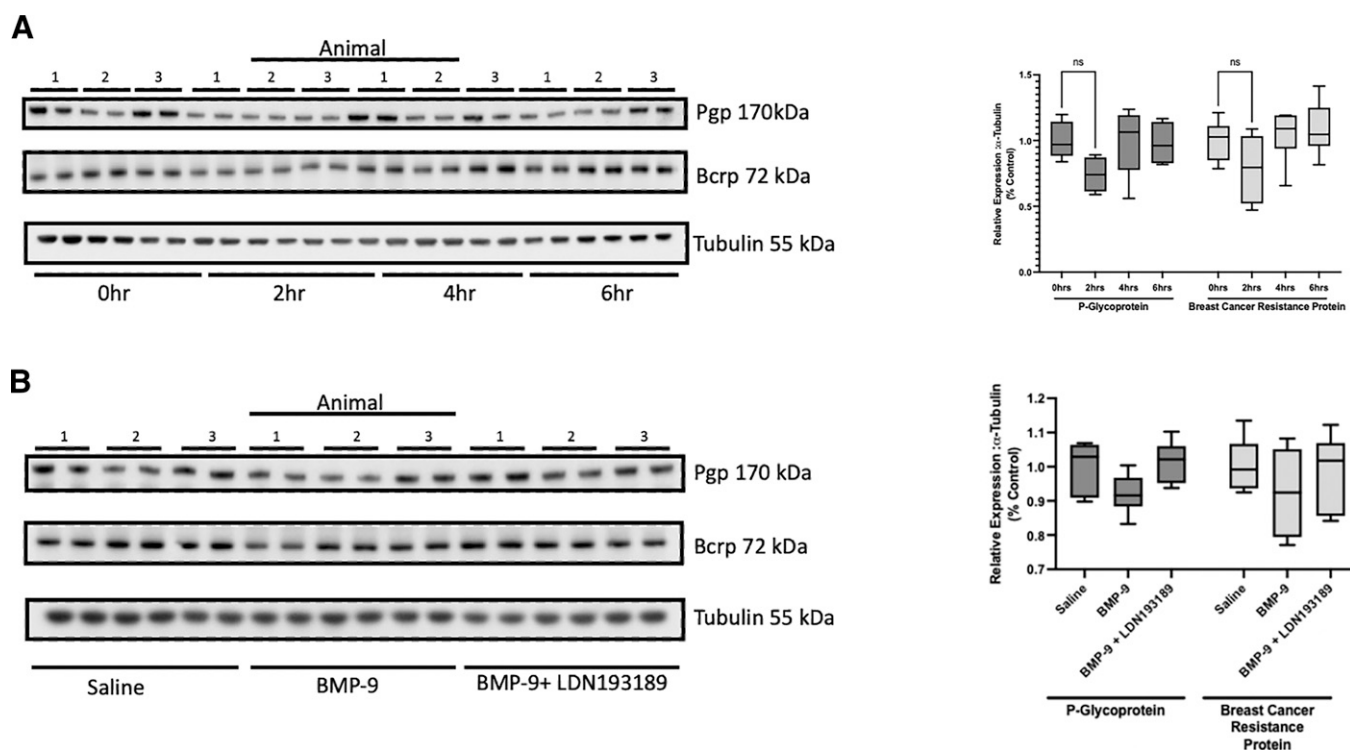 A
Animal
1 2 3 1 2 3 1 2 3 1 2 3
Pgp 170kDa
Bcrp 72 kDa
Tubulin 55 kDa
0hr 2hr 4hr 6hr
Relative Expression :α-Tubulin
(% Control)
1.5
1.0
0.5
0.0
ns ns
0hrs 2hrs 4hrs 6hrs 0hrs 2hrs 4hrs 6hrs
P-Glycoprotein Breast Cancer Resistance Protein
B
Animal
1 2 3 1 2 3 1 2 3
Pgp 170 kDa
Bcrp 72 kDa
Tubulin 55 kDa
Saline BMP-9 BMP-9+ LDN193189
Relative Expression :α-Tubulin
(% Control)
1.2
1.1
1.0
0.9
0.8
0.7
Saline
BMP-9
BMP-9 + LDN193189
Saline
BMP-9
BMP-9 + LDN193189
P-Glycoprotein
Breast Cancer
Resistance
Protein